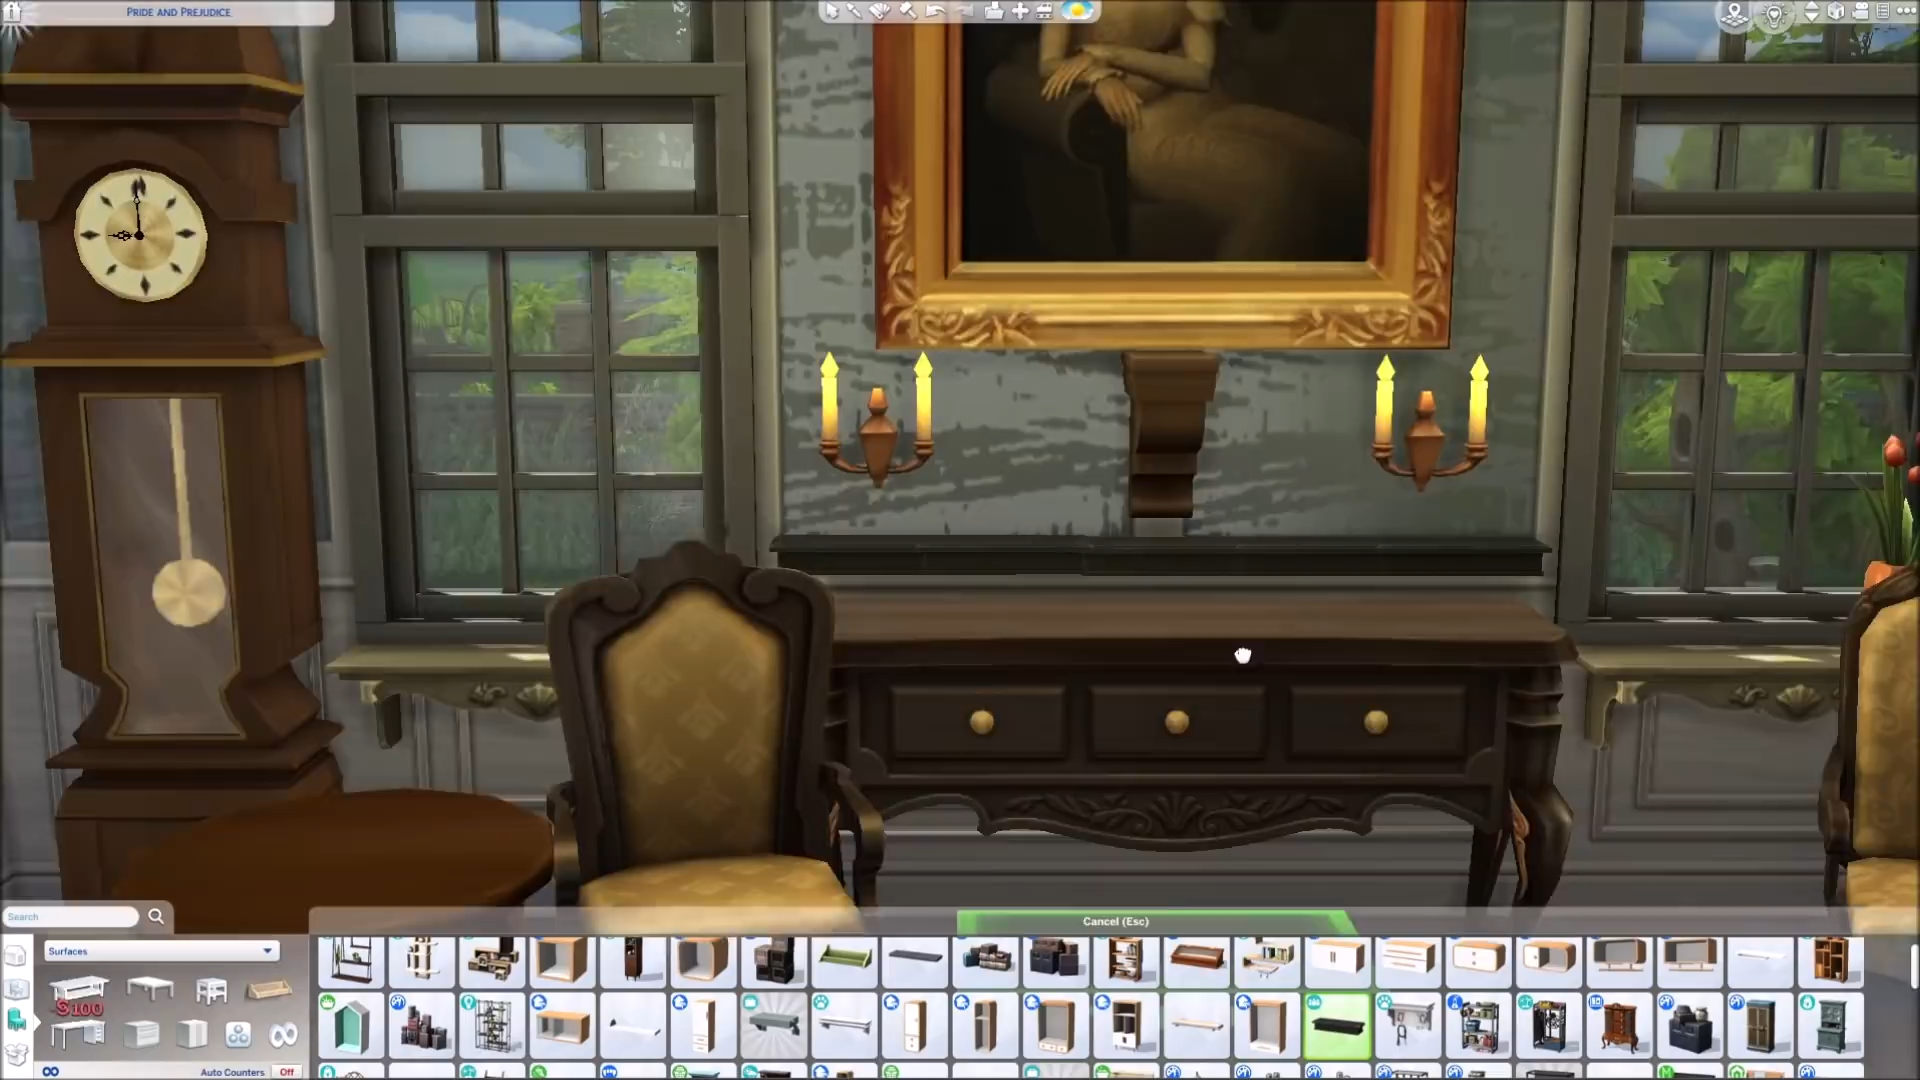 PRIDE AND PREJUDICE
Search
Cancel (Esc)
Surfaces
-§100
Auto Counters
Off